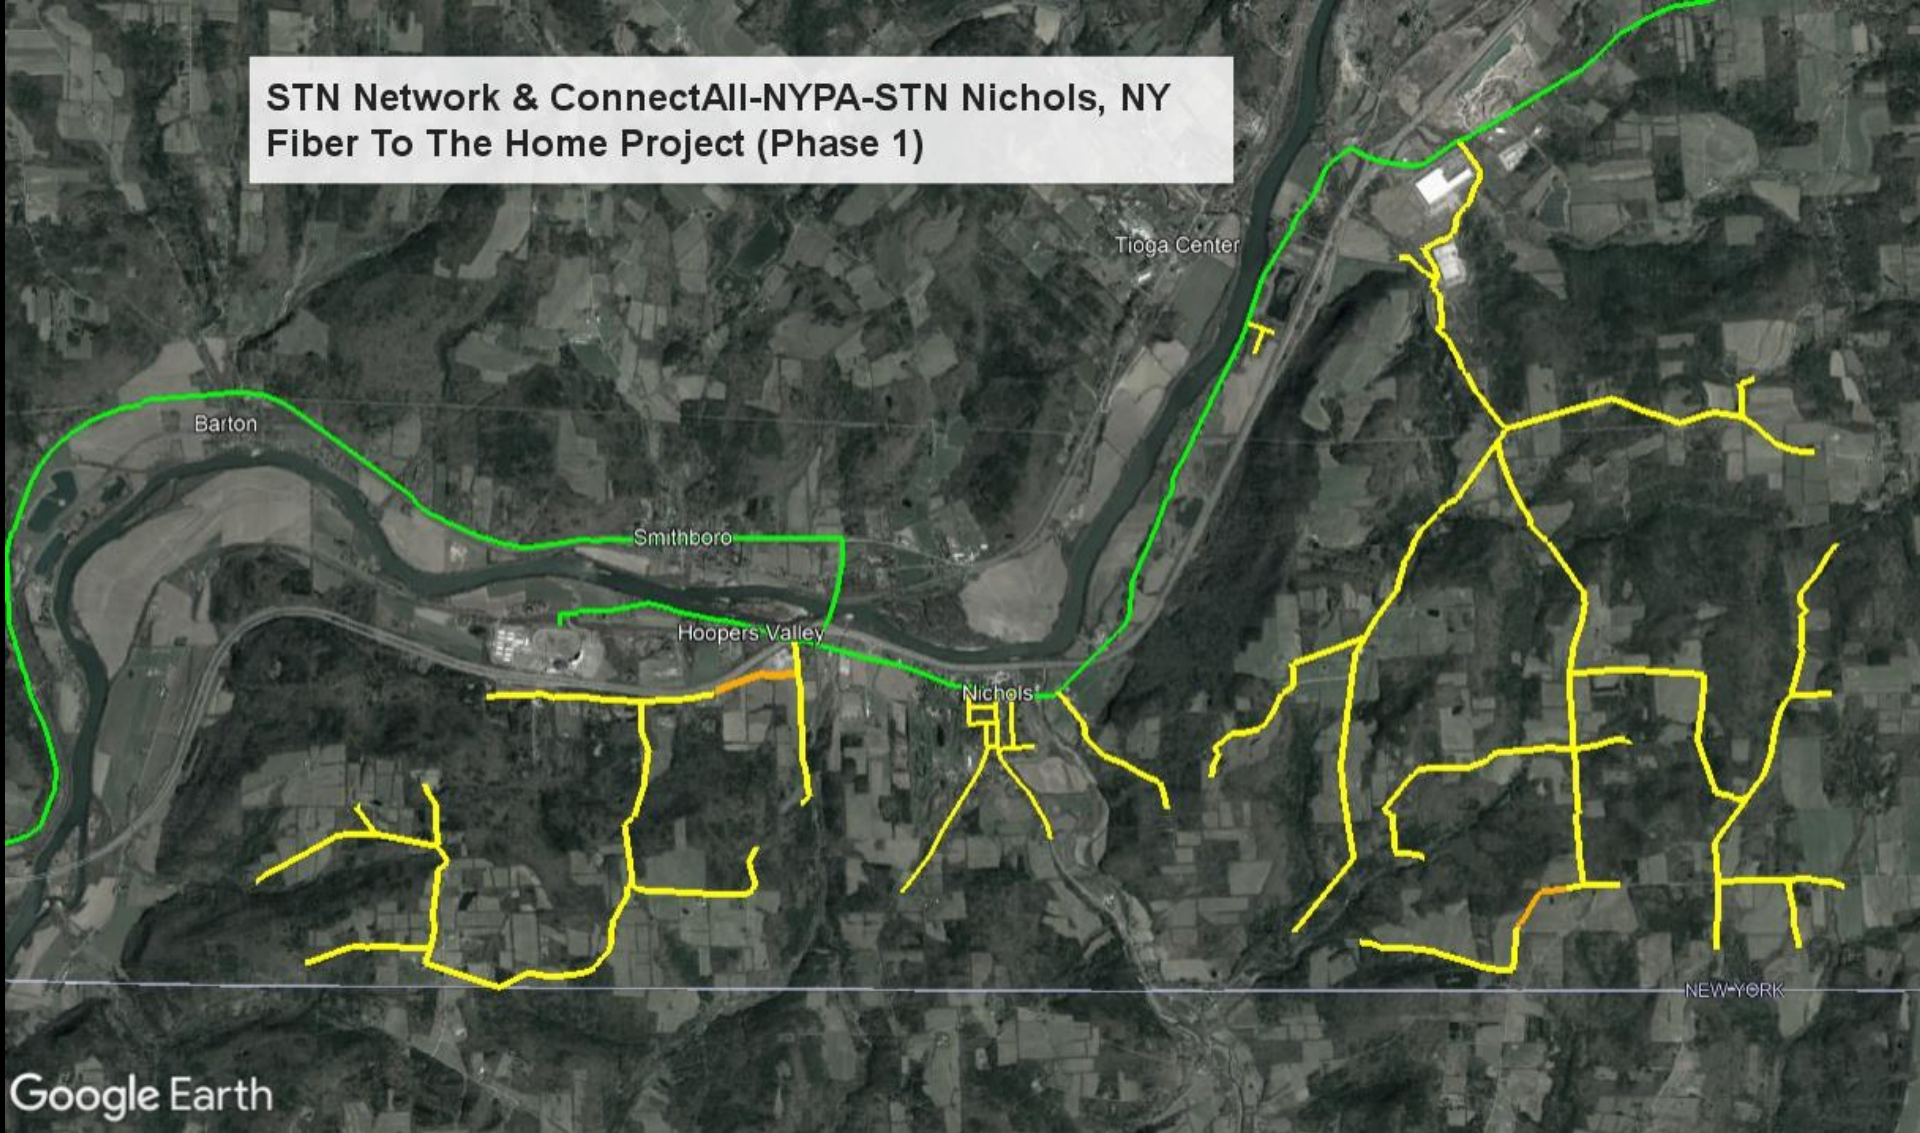 STN Network & ConnectAll-NYPA-STN Nichols, NY
Fiber To The Home Project (Phase 1)
Tioga Center
Barton
Smithboro
Hoopers Valley
Nichols
NEW YORK
Google Earth